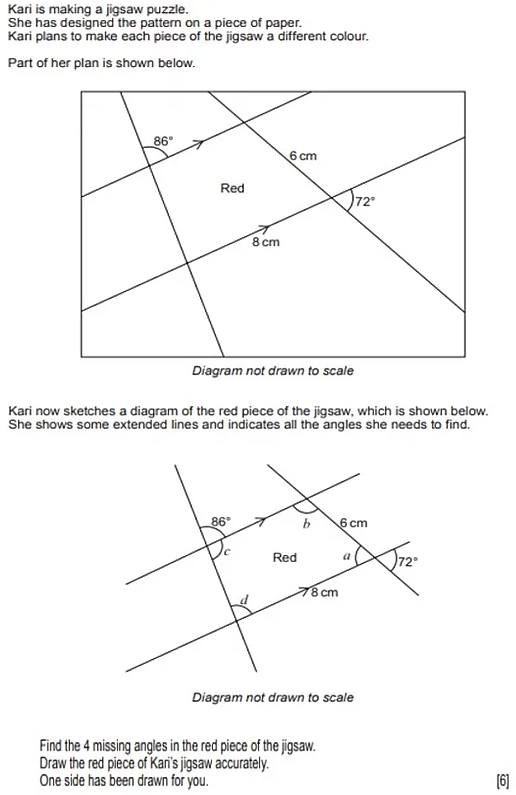 Kari is making a jigsaw puzzle.
She has designed the pattern on a piece of paper.
Kari plans to make each piece of the jigsaw a different colour.
Part of her plan is shown below.
86°
6 cm
Red
72°
8 cm
Diagram not drawn to scale
Kari now sketches a diagram of the red piece of the jigsaw, which is shown below.
She shows some extended lines and indicates all the angles she needs to find.
86°
b
6 cm
c
Red
a
72°
d
8 cm
Diagram not drawn to scale
Find the 4 missing angles in the red piece of the jigsaw.
Draw the red piece of Kari's jigsaw accurately.
One side has been drawn for you.
[6]